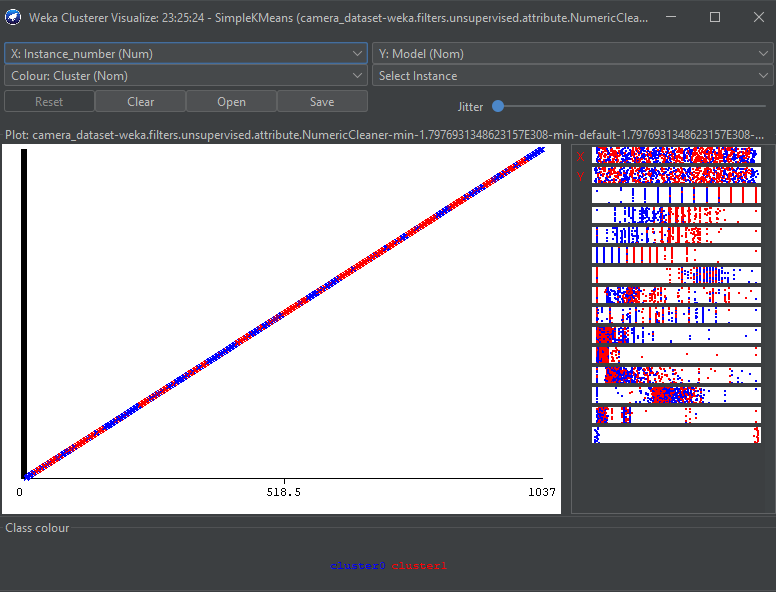 Weka Clusterer Visualize: 23:25:24 - SimpleKMeans (camera_dataset-weka.filters.unsupervised.attribute.NumericClea...
X: Instance_number (Num) Y: Model (Nom)
Colour: Cluster (Nom) Select Instance
Reset Clear Open Save Jitter
Plot: camera_dataset-weka.filters.unsupervised.attribute.NumericCleaner-min-1.7976931348623157E308-min-default-1.7976931348623157E308-...
X
Y
0 518.5 1037
Class colour
cluster0 cluster1